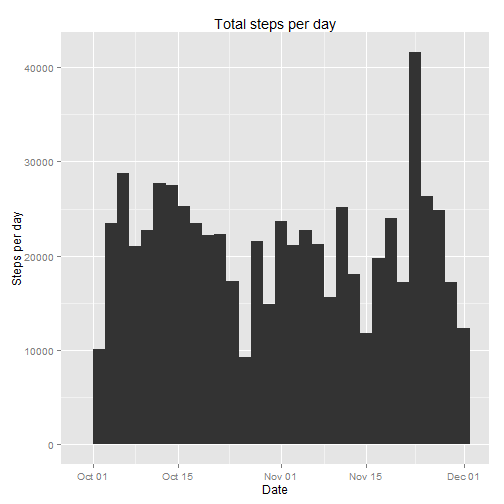 Total steps per day
40000
30000
20000
10000
0
Steps per day
Oct 01 Oct 15 Nov 01 Nov 15 Dec 01
Date